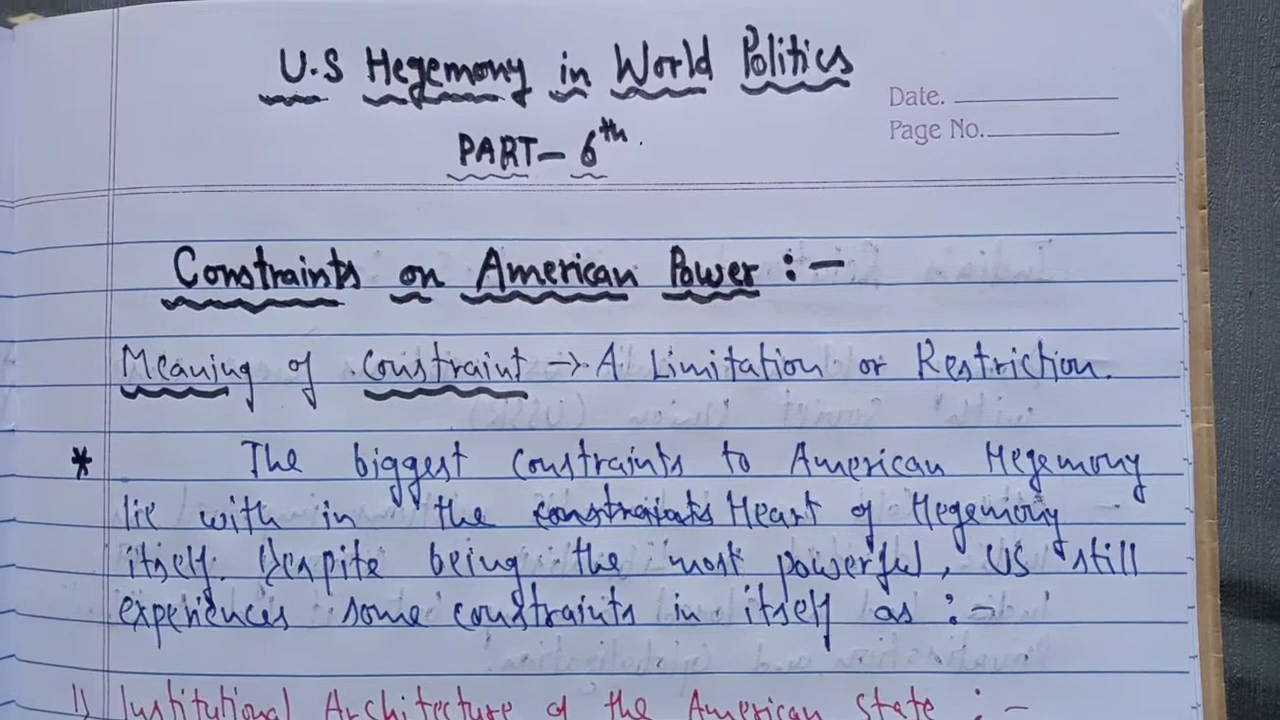 U.S Hegemony in World Politics
Date.
Page No.
PART- 6th.
Constraints on American Power :-
Meaning of Constraint → A Limitation or Restriction.
* The biggest constraints to American Hegemony
lie with in the constraints Heart of Hegemony
itself. Despite being the most powerful, US still
experiences some constraints in itself as :-
1) Institutional Architecture of the American State :-